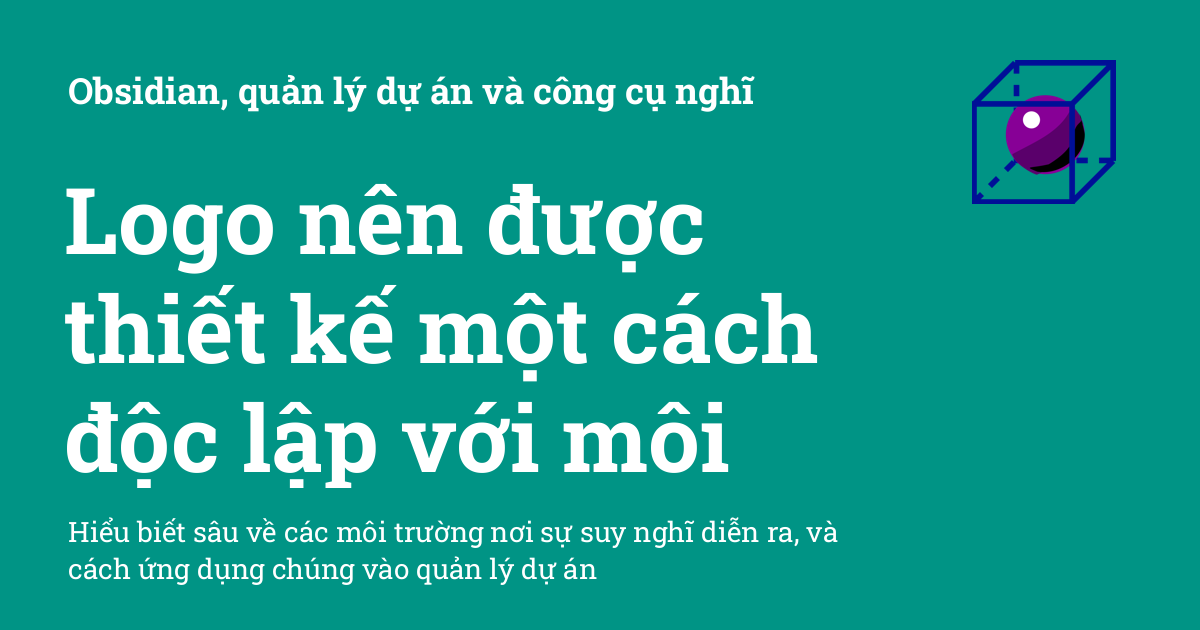 Obsidian, quản lý dự án và công cụ nghĩ
Logo nên được
thiết kế một cách
độc lập với môi
Hiểu biết sâu về các môi trường nơi sự suy nghĩ diễn ra, và
cách ứng dụng chúng vào quản lý dự án